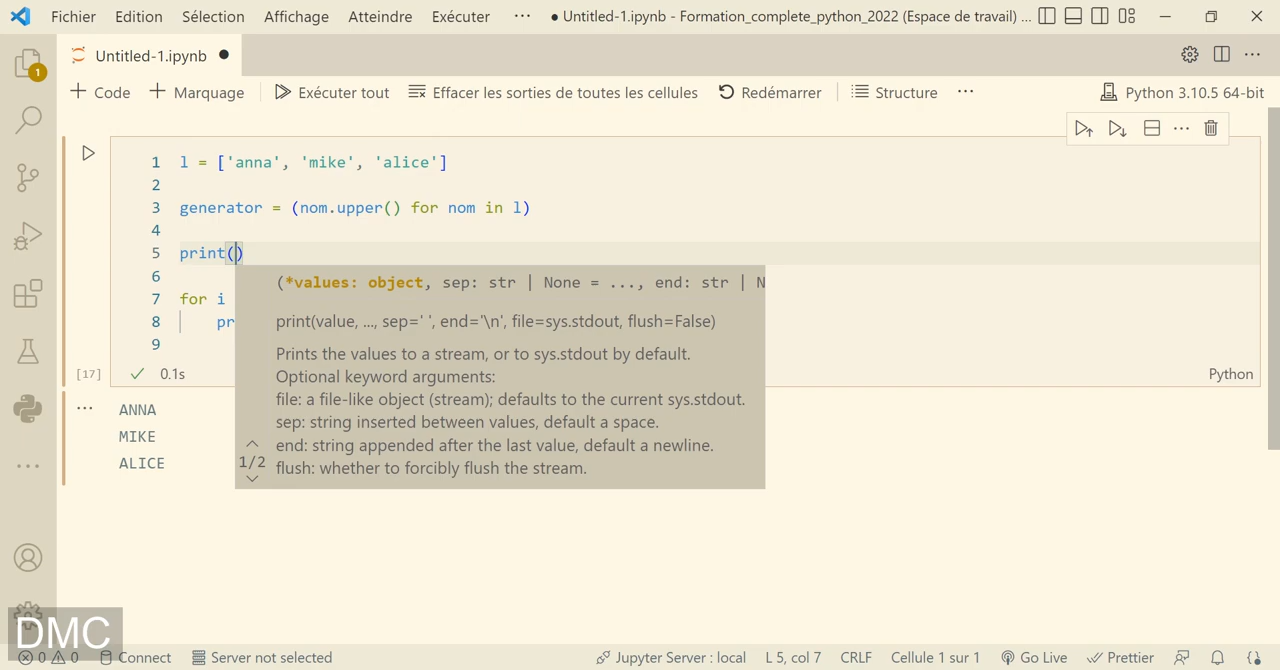 Fichier Edition Sélection Affichage Atteindre Exécuter ··· ● Untitled-1.ipynb - Formation_complete_python_2022 (Espace de travail) ...
Untitled-1.ipynb ●
1
+ Code + Marquage Exécuter tout Effacer les sorties de toutes les cellules Redémarrer Structure ··· Python 3.10.5 64-bit
1 l = ['anna', 'mike', 'alice']
2
3 generator = (nom.upper() for nom in l)
4
5 print()
6
7 for i
8 pr
9
(*values: object, sep: str | None = ..., end: str | N
print(value, ..., sep=' ', end='\n', file=sys.stdout, flush=False)
Prints the values to a stream, or to sys.stdout by default.
Optional keyword arguments:
file: a file-like object (stream); defaults to the current sys.stdout.
sep: string inserted between values, default a space.
end: string appended after the last value, default a newline.
flush: whether to forcibly flush the stream.
1/2
[17] 0.1s Python
ANNA
MIKE
ALICE
DMC
0 0 Connect Server not selected Jupyter Server : local L 5, col 7 CRLF Cellule 1 sur 1 Go Live Prettier